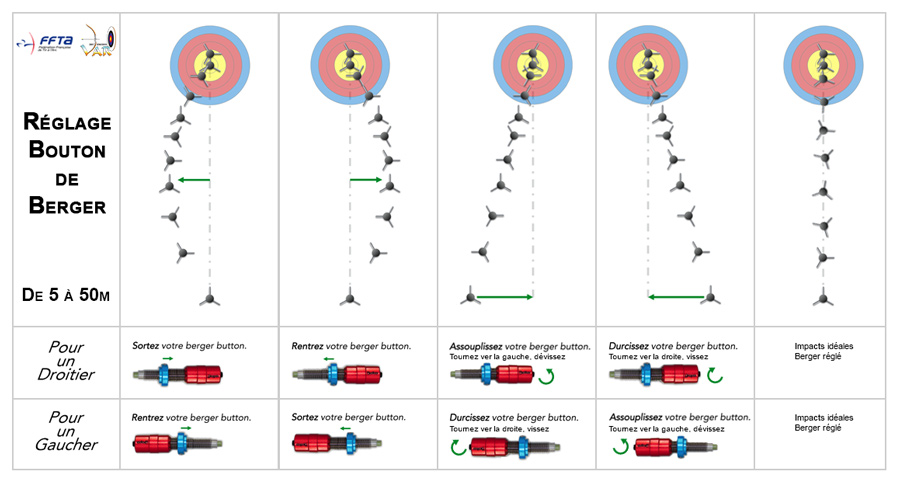 FFTA
RÉGLAGE
BOUTON
DE
BERGER
DE 5 À 50M
Pour
un
Droitier
Sortez votre berger button.
Rentrez votre berger button.
Assouplissez votre berger button.
Tournez ver la gauche, dévissez
Durcissez votre berger button.
Tournez ver la droite, vissez
Impacts idéales
Berger réglé
Pour
un
Gaucher
Rentrez votre berger button.
Sortez votre berger button.
Durcissez votre berger button.
Tournez ver la droite, vissez
Assouplissez votre berger button.
Tournez ver la gauche, dévissez
Impacts idéales
Berger réglé